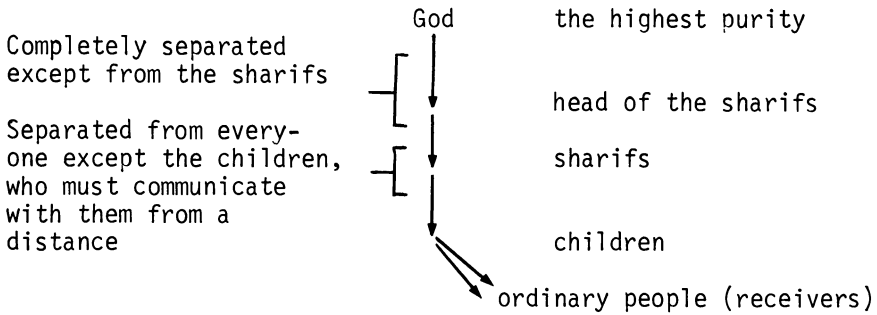 God
the highest purity
Completely separated
except from the sharifs
head of the sharifs
Separated from every-
one except the children,
who must communicate
with them from a
distance
sharifs
children
ordinary people (receivers)